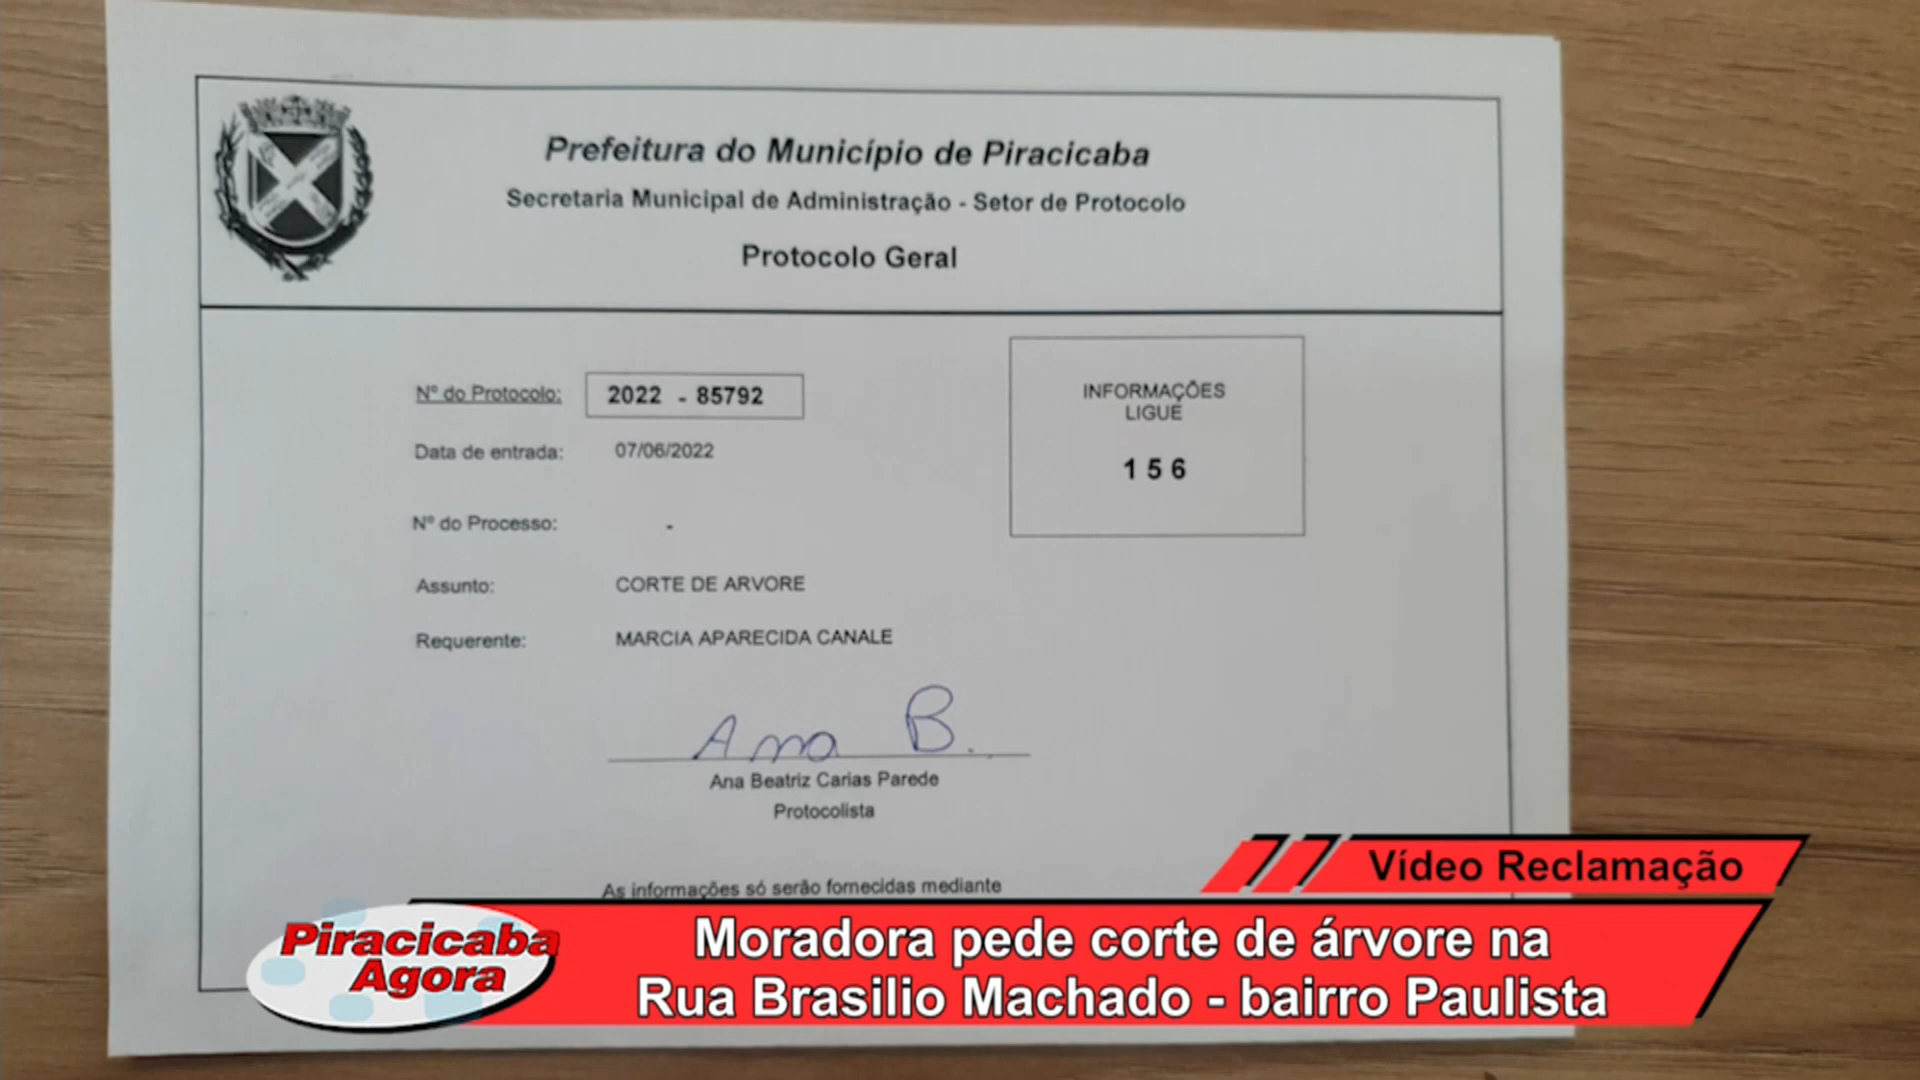 Prefeitura do Município de Piracicaba
Secretaria Municipal de Administração - Setor de Protocolo
Protocolo Geral
Nº do Protocolo: 2022 - 85792
INFORMAÇÕES
LIGUE
1 5 6
Data de entrada: 07/06/2022
Nº do Processo: -
Assunto: CORTE DE ARVORE
Requerente: MARCIA APARECIDA CANALE
Ana B.
Ana Beatriz Carias Parede
Protocolista
As informações só serão fornecidas mediante
Vídeo Reclamação
Piracicaba
Agora
Moradora pede corte de árvore na
Rua Brasilio Machado - bairro Paulista